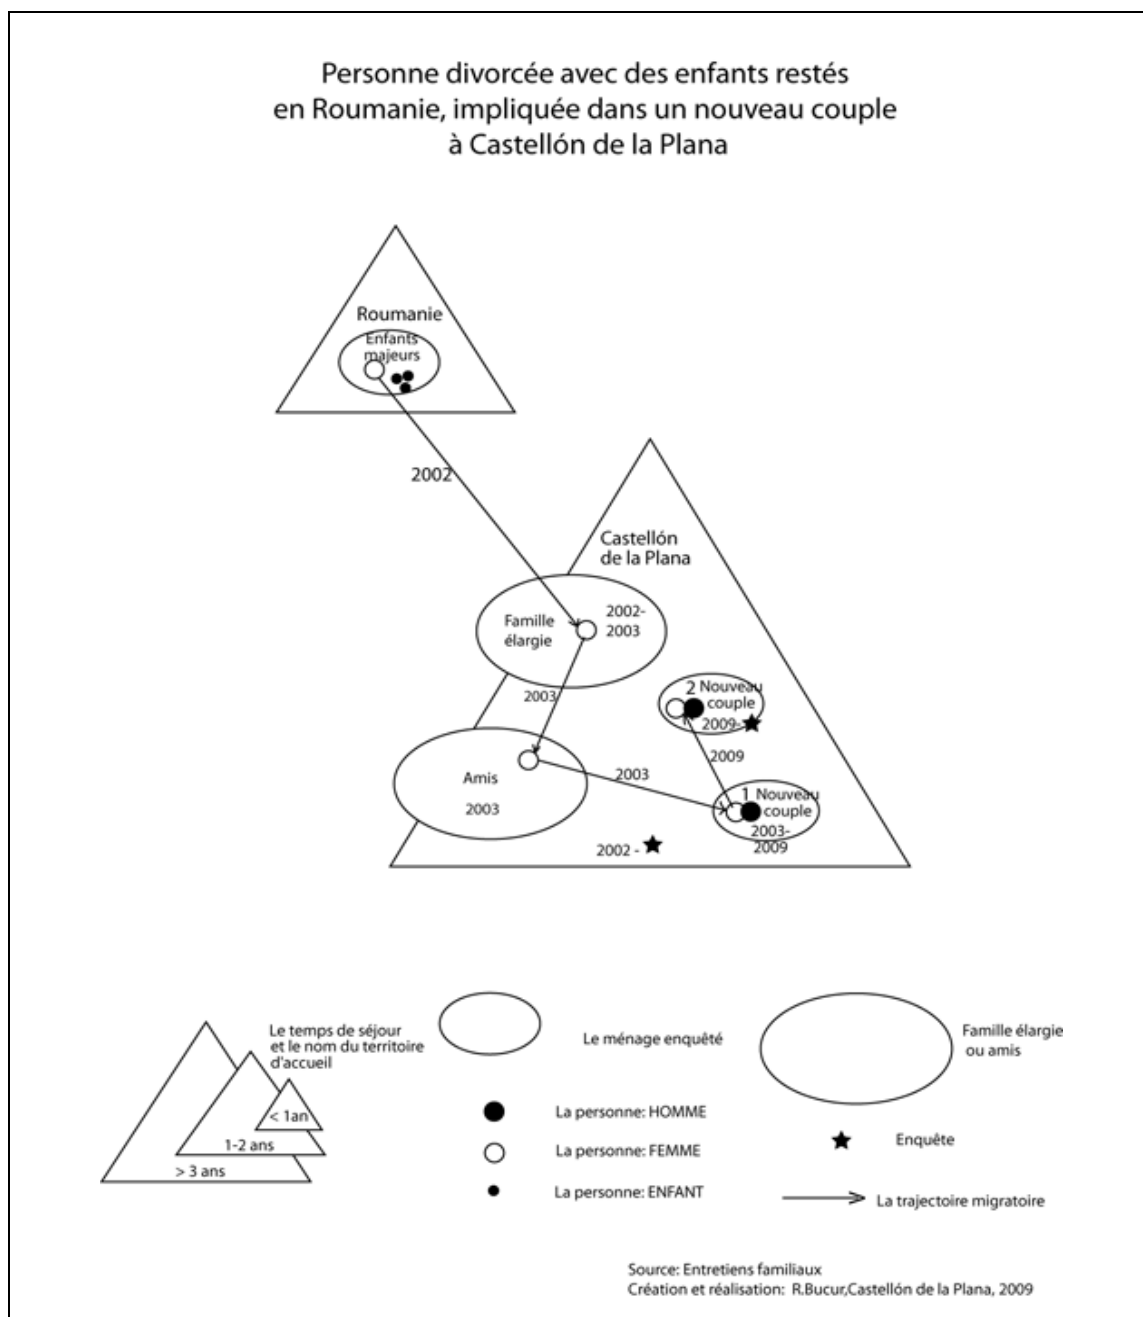 Personne divorcée avec des enfants restés
en Roumanie, impliquée dans un nouveau couple
à Castellón de la Plana
Roumanie
Enfants
majeurs
2002
Castellón
de la Plana
Famille
élargie
2002-
2003
2003
2 Nouveau
couple
2009-
2009
Amis
2003
2003
1 Nouveau
couple
2003-
2009
2002 -
Le temps de séjour
et le nom du territoire
d'accueil
< 1an
1-2 ans
> 3 ans
Le ménage enquêté
Famille élargie
ou amis
La personne: HOMME
La personne: FEMME
La personne: ENFANT
Enquête
La trajectoire migratoire
Source: Entretiens familiaux
Création et réalisation: R.Bucur,Castellón de la Plana, 2009